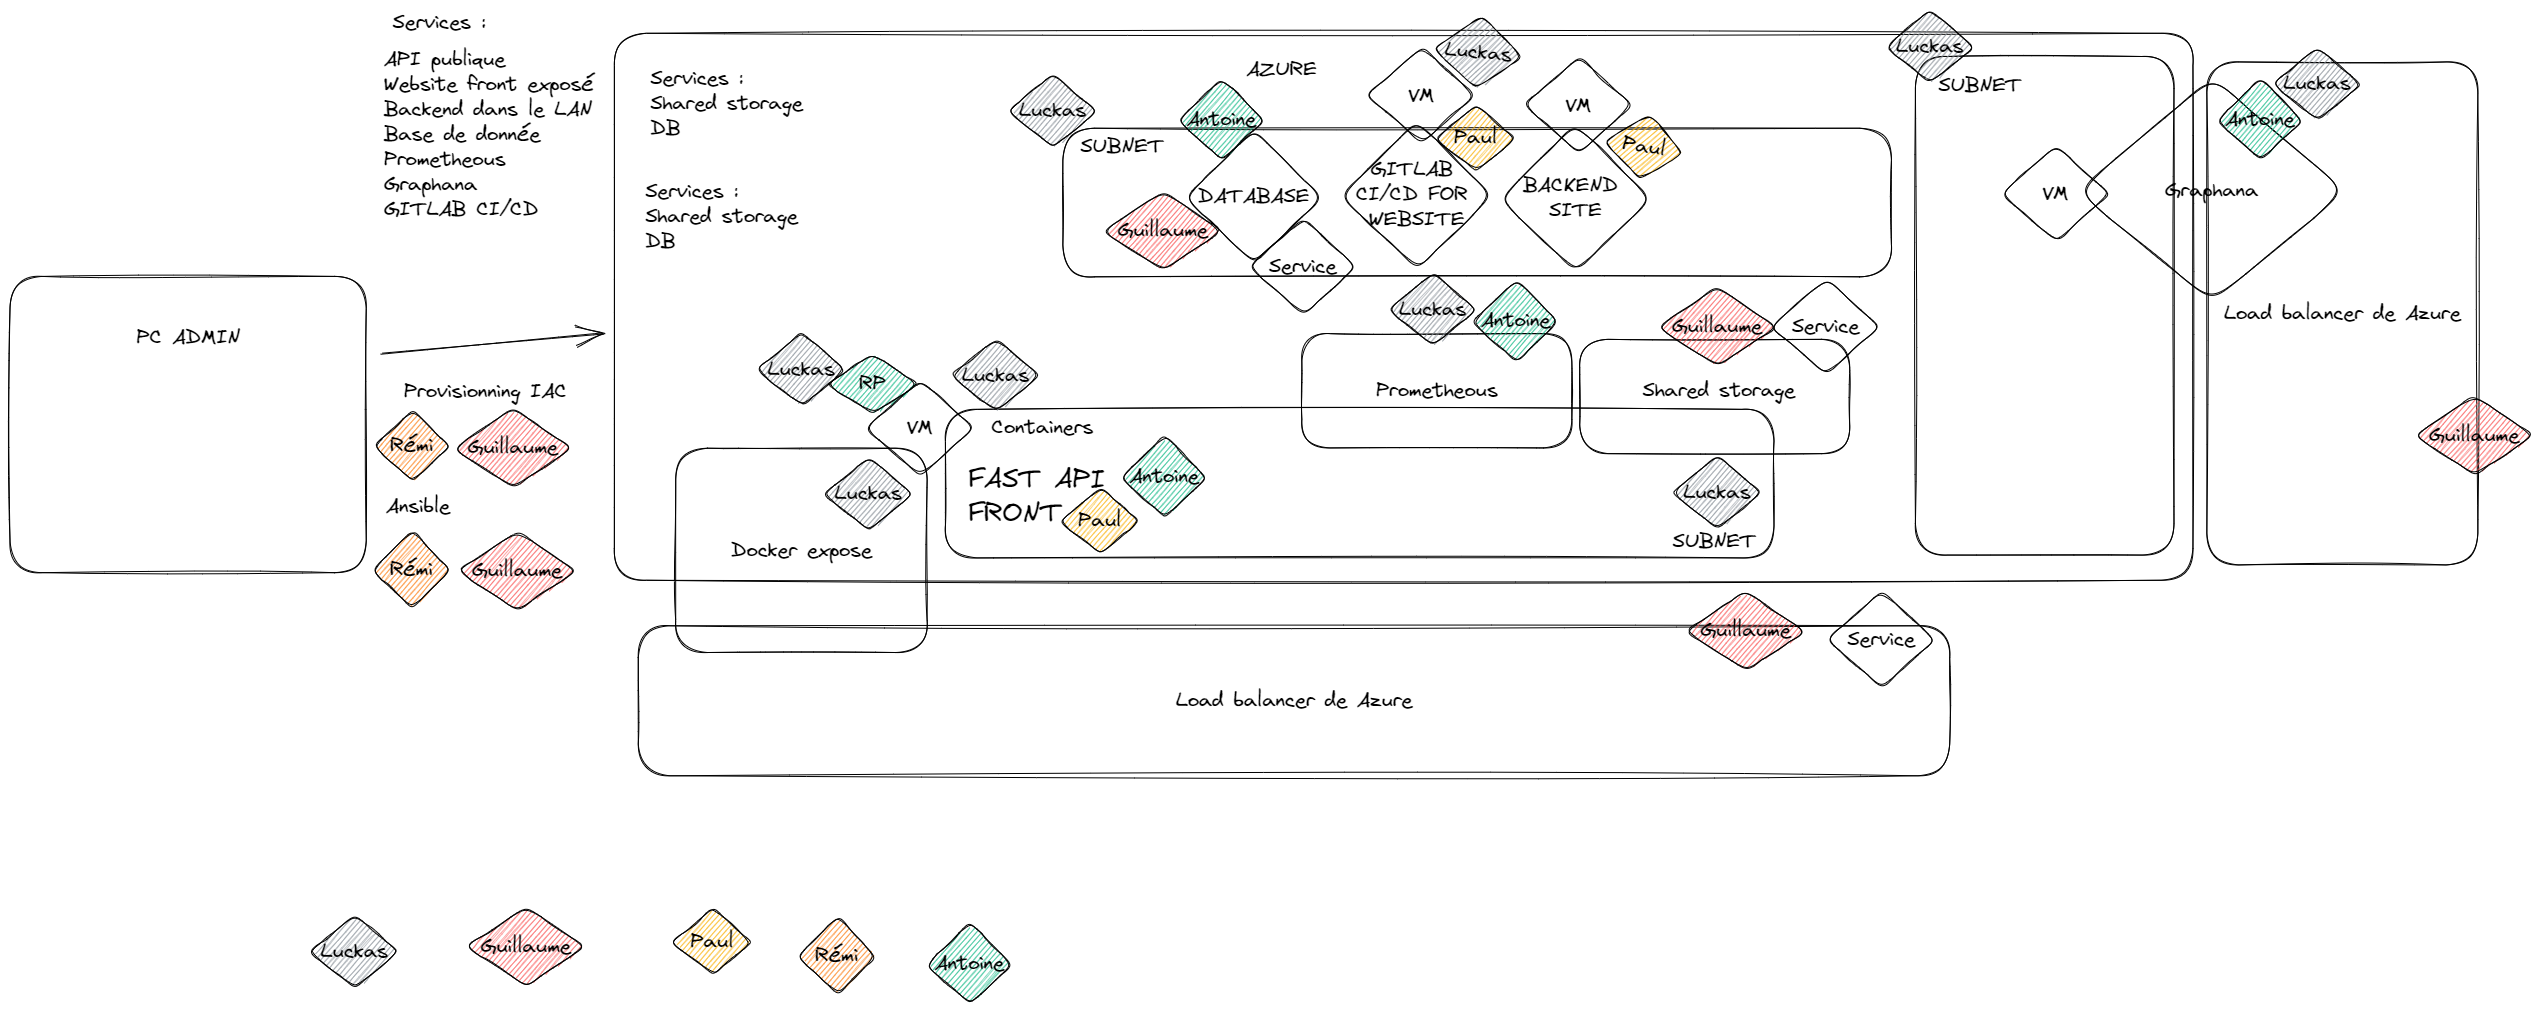 Services :
API publique
Website front exposé
Backend dans le LAN
Base de donnée
Prometheous
Graphana
GITLAB CI/CD
PC ADMIN
Provisionning IAC
Rémi
Guillaume
Ansible
Rémi
Guillaume
Services :
Shared storage
DB
Services :
Shared storage
DB
AZURE
Luckas
SUBNET
Antoine
DATABASE
Guillaume
Service
Luckas
VM
Paul
GITLAB
CI/CD FOR
WEBSITE
VM
Paul
BACKEND
SITE
Luckas
SUBNET
VM
Graphana
Antoine
Luckas
Load balancer de Azure
Guillaume
Luckas
Antoine
Prometheous
Guillaume
Service
Shared storage
Luckas
RP
VM
Luckas
Containers
Luckas
Docker expose
FAST API
FRONT
Antoine
Paul
Luckas
SUBNET
Guillaume
Service
Load balancer de Azure
Luckas
Guillaume
Paul
Rémi
Antoine